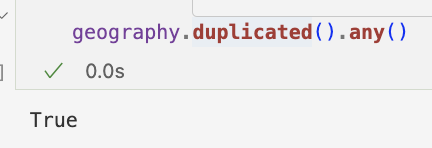 geography.duplicated().any()
0.0s
]
True